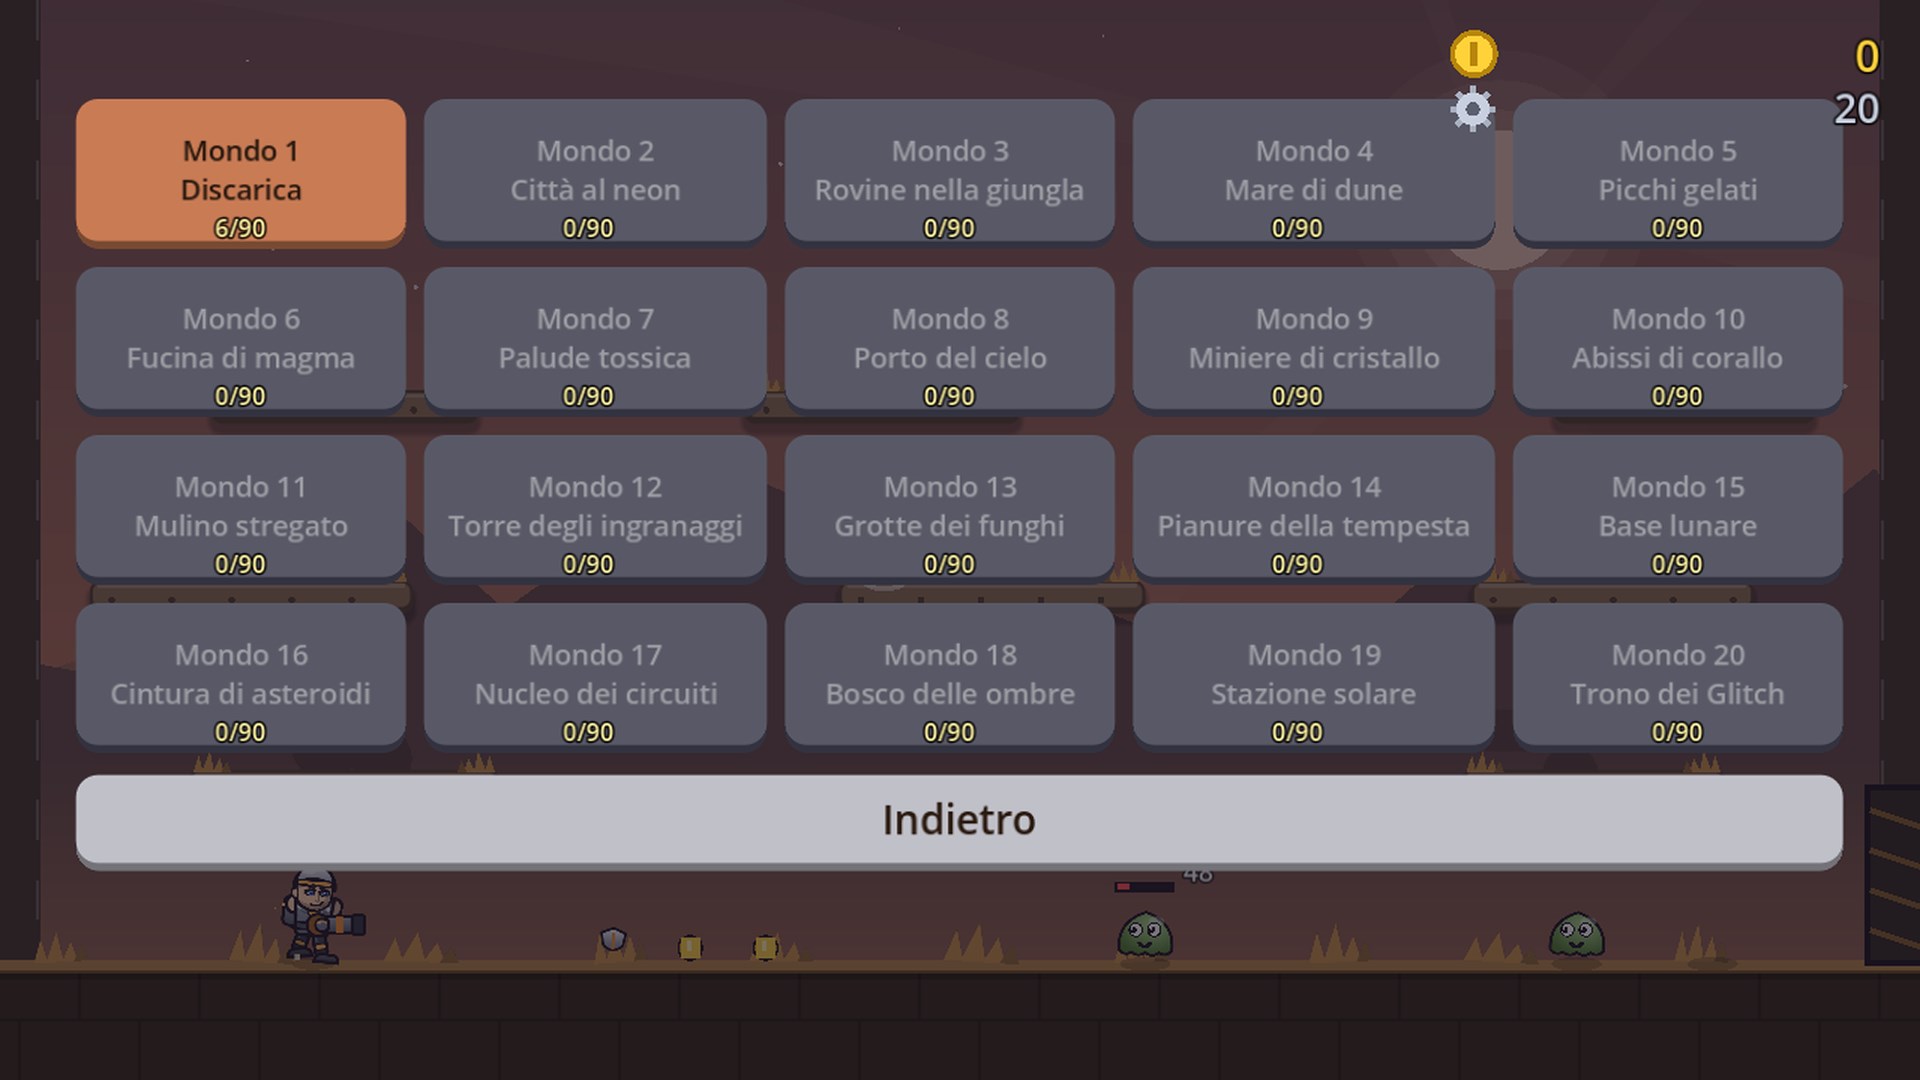 0
20
Mondo 1
Discarica
6/90
Mondo 2
Città al neon
0/90
Mondo 3
Rovine nella giungla
0/90
Mondo 4
Mare di dune
0/90
Mondo 5
Picchi gelati
0/90
Mondo 6
Fucina di magma
0/90
Mondo 7
Palude tossica
0/90
Mondo 8
Porto del cielo
0/90
Mondo 9
Miniere di cristallo
0/90
Mondo 10
Abissi di corallo
0/90
Mondo 11
Mulino stregato
0/90
Mondo 12
Torre degli ingranaggi
0/90
Mondo 13
Grotte dei funghi
0/90
Mondo 14
Pianure della tempesta
0/90
Mondo 15
Base lunare
0/90
Mondo 16
Cintura di asteroidi
0/90
Mondo 17
Nucleo dei circuiti
0/90
Mondo 18
Bosco delle ombre
0/90
Mondo 19
Stazione solare
0/90
Mondo 20
Trono dei Glitch
0/90
Indietro